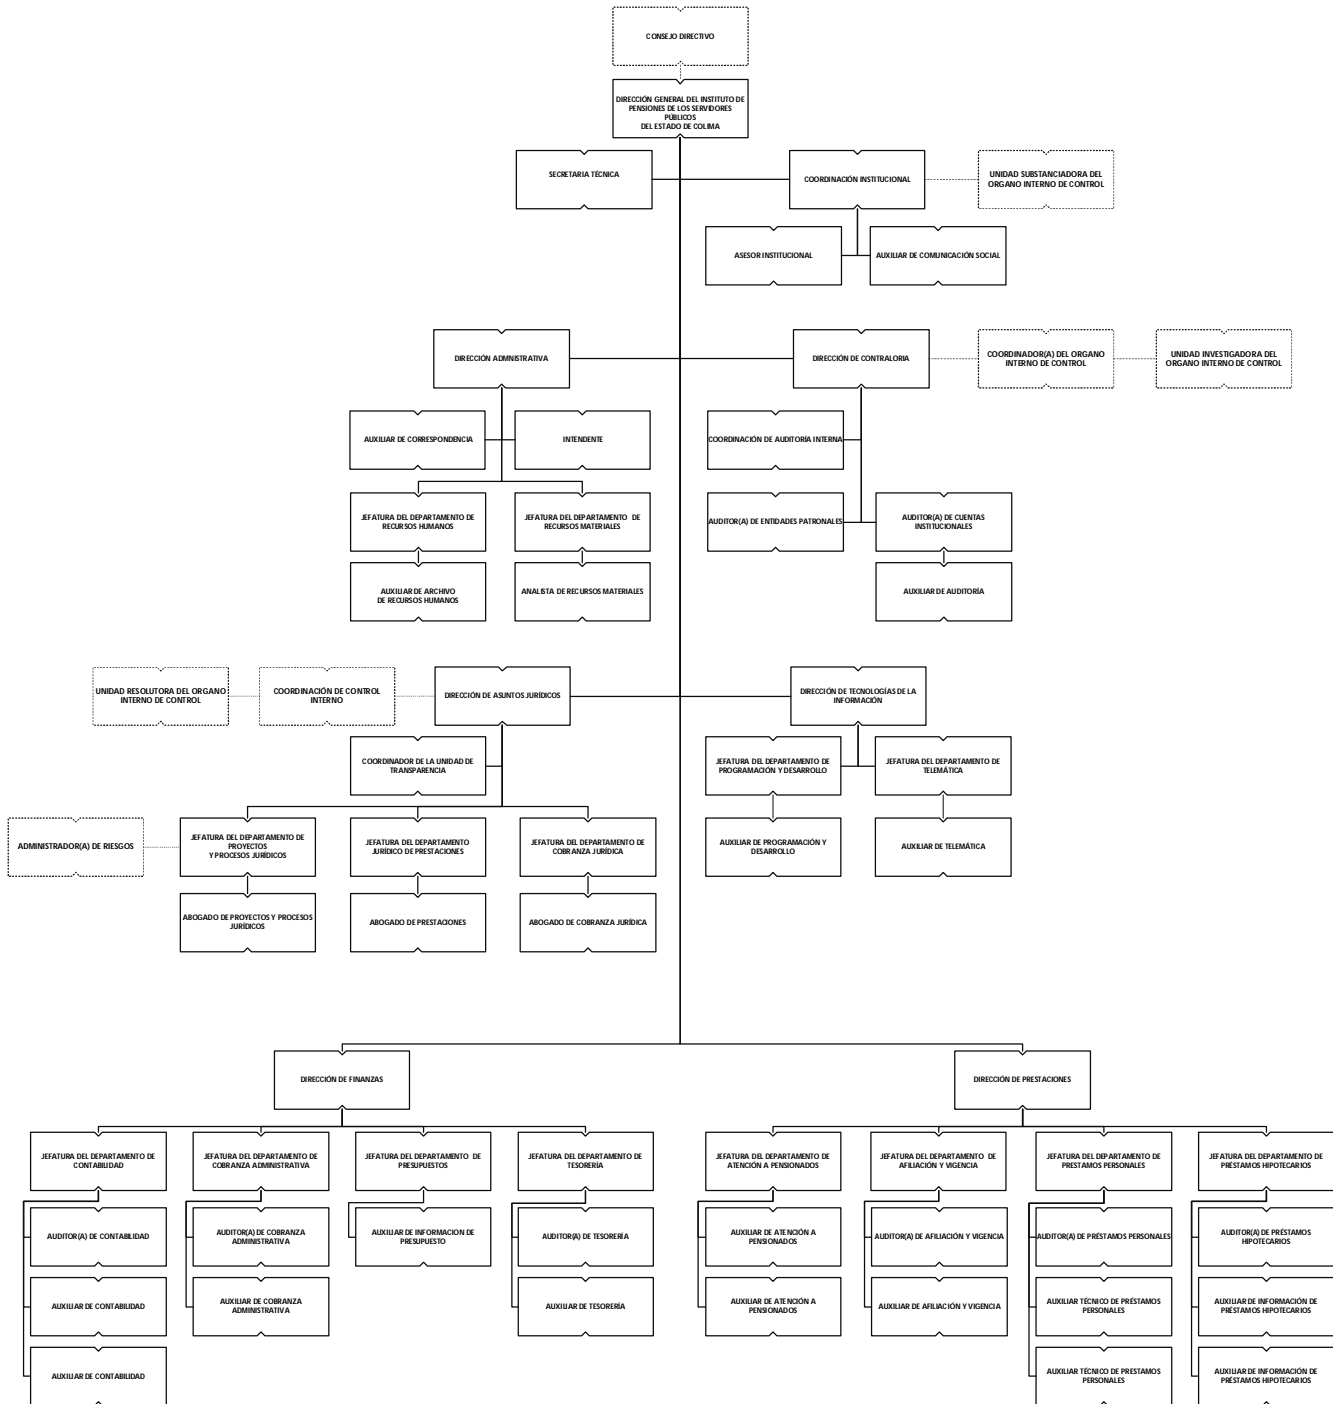 CONSEJO DIRECTIVO
DIRECCIÓN GENERAL DEL INSTITUTO DE
PENSIONES DE LOS SERVIDORES
PÚBLICOS
DEL ESTADO DE COLIMA
SECRETARIA TÉCNICA
COORDINACIÓN INSTITUCIONAL
UNIDAD SUBSTANCIADORA DEL
ORGANO INTERNO DE CONTROL
ASESOR INSTITUCIONAL
AUXILIAR DE COMUNICACIÓN SOCIAL
DIRECCIÓN ADMNISTRATIVA
DIRECCIÓN DE CONTRALORIA
COORDINADOR(A) DEL ORGANO
INTERNO DE CONTROL
UNIDAD INVESTIGADORA DEL
ORGANO INTERNO DE CONTROL
AUXILIAR DE CORRESPONDENCIA
INTENDENTE
COORDINACIÓN DE AUDITORÍA INTERNA
JEFATURA DEL DEPARTAMENTO DE
RECURSOS HUMANOS
JEFATURA DEL DEPARTAMENTO DE
RECURSOS MATERIALES
AUDITOR(A) DE ENTIDADES PATRONALES
AUDITOR(A) DE CUENTAS
INSTITUCIONALES
AUXILIAR DE ARCHIVO
DE RECURSOS HUMANOS
ANALISTA DE RECURSOS MATERIALES
AUXILIAR DE AUDITORÍA
UNIDAD RESOLUTORA DEL ORGANO
INTERNO DE CONTROL
COORDINACIÓN DE CONTROL
INTERNO
DIRECCIÓN DE ASUNTOS JURÍDICOS
DIRECCIÓN DE TECNOLOGÍAS DE LA
INFORMACIÓN
COORDINADOR DE LA UNIDAD DE
TRANSPARENCIA
JEFATURA DEL DEPARTAMENTO DE
PROGRAMACIÓN Y DESARROLLO
JEFATURA DEL DEPARTAMENTO DE
TELEMÁTICA
ADMINISTRADOR(A) DE RIESGOS
JEFATURA DEL DEPARTAMENTO DE
PROYECTOS
Y PROCESOS JURÍDICOS
JEFATURA DEL DEPARTAMENTO
JURÍDICO DE PRESTACIONES
JEFATURA DEL DEPARTAMENTO DE
COBRANZA JURÍDICA
AUXILIAR DE PROGRAMACIÓN Y
DESARROLLO
AUXILIAR DE TELEMÁTICA
ABOGADO DE PROYECTOS Y PROCESOS
JURÍDICOS
ABOGADO DE PRESTACIONES
ABOGADO DE COBRANZA JURÍDICA
DIRECCIÓN DE FINANZAS
DIRECCIÓN DE PRESTACIONES
JEFATURA DEL DEPARTAMENTO DE
CONTABILIDAD
JEFATURA DEL DEPARTAMENTO DE
COBRANZA ADMINISTRATIVA
JEFATURA DEL DEPARTAMENTO DE
PRESUPUESTOS
JEFATURA DEL DEPARTAMENTO DE
TESORERÍA
JEFATURA DEL DEPARTAMENTO DE
ATENCIÓN A PENSIONADOS
JEFATURA DEL DEPARTAMENTO DE
AFILIACIÓN Y VIGENCIA
JEFATURA DEL DEPARTAMENTO DE
PRESTAMOS PERSONALES
JEFATURA DEL DEPARTAMENTO DE
PRÉSTAMOS HIPOTECARIOS
AUDITOR(A) DE CONTABILIDAD
AUDITOR(A) DE COBRANZA
ADMINISTRATIVA
AUXILIAR DE INFORMACION DE
PRESUPUESTO
AUDITOR(A) DE TESORERÍA
AUXILIAR DE ATENCIÓN A
PENSIONADOS
AUDITOR(A) DE AFILIACIÓN Y VIGENCIA
AUDITOR(A) DE PRÉSTAMOS PERSONALES
AUDITOR(A) DE PRÉSTAMOS
HIPOTECARIOS
AUXILIAR DE CONTABILIDAD
AUXILIAR DE COBRANZA
ADMINISTRATIVA
AUXILIAR DE TESORERÍA
AUXILIAR DE ATENCIÓN A
PENSIONADOS
AUXILIAR DE AFILIACIÓN Y VIGENCIA
AUXILIAR TÉCNICO DE PRÉSTAMOS
PERSONALES
AUXILIAR DE INFORMACIÓN DE
PRÉSTAMOS HIPOTECARIOS
AUXILIAR DE CONTABILIDAD
AUXILIAR TÉCNICO DE PRESTAMOS
PERSONALES
AUXILIAR DE INFORMACIÓN DE
PRÉSTAMOS HIPOTECARIOS